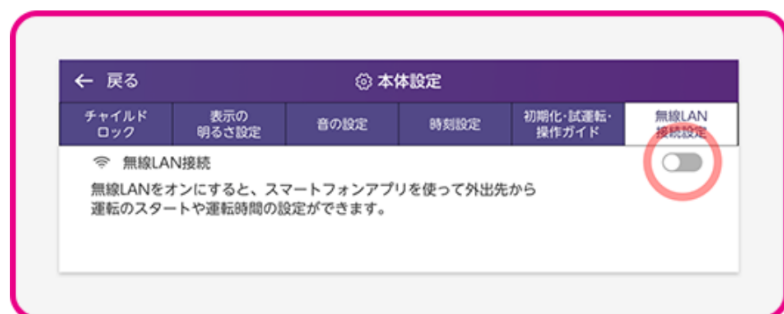 ← 戻る
本体設定
チャイルド
ロック
表示の
明るさ設定
音の設定
時刻設定
初期化・試運転・
操作ガイド
無線LAN
接続設定
無線LAN接続
無線LANをオンにすると、スマートフォンアプリを使って外出先から
運転のスタートや運転時間の設定ができます。